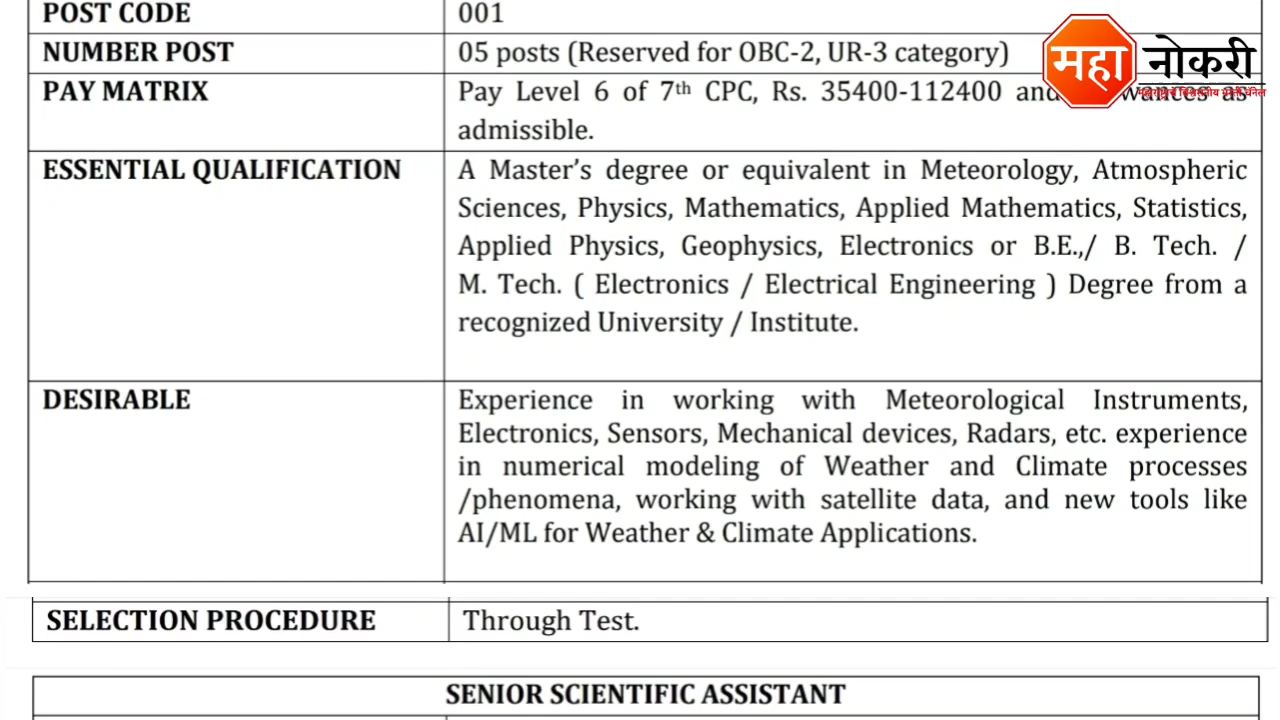 POST CODE
001
NUMBER POST
05 posts (Reserved for OBC-2, UR-3 category)
PAY MATRIX
Pay Level 6 of 7th CPC, Rs. 35400-112400 and as
admissible.
ESSENTIAL QUALIFICATION
A Master’s degree or equivalent in Meteorology, Atmospheric
Sciences, Physics, Mathematics, Applied Mathematics, Statistics,
Applied Physics, Geophysics, Electronics or B.E.,/ B. Tech. /
M. Tech. ( Electronics / Electrical Engineering ) Degree from a
recognized University / Institute.
DESIRABLE
Experience in working with Meteorological Instruments,
Electronics, Sensors, Mechanical devices, Radars, etc. experience
in numerical modeling of Weather and Climate processes
/phenomena, working with satellite data, and new tools like
AI/ML for Weather & Climate Applications.
SELECTION PROCEDURE
Through Test.
SENIOR SCIENTIFIC ASSISTANT
महा नोकरी